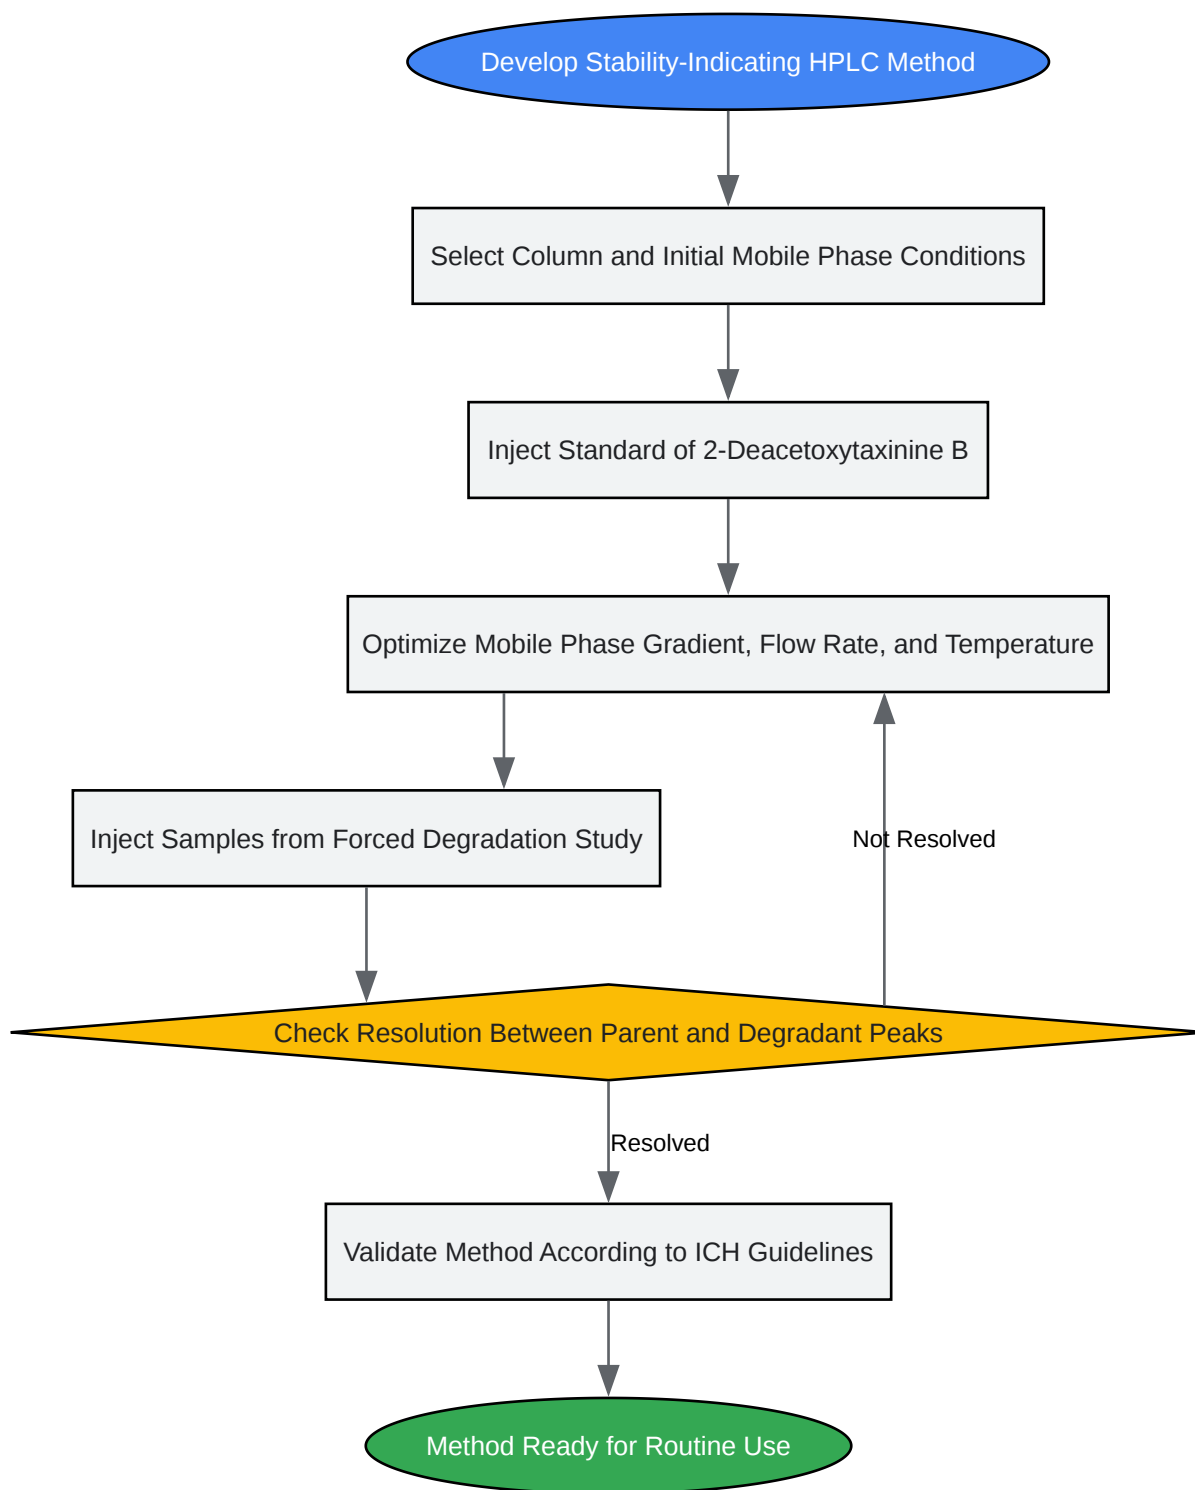 Develop Stability-Indicating HPLC Method
Select Column and Initial Mobile Phase Conditions
Inject Standard of 2-Deacetoxytaxinine B
Optimize Mobile Phase Gradient, Flow Rate, and Temperature
Inject Samples from Forced Degradation Study
Not Resolved
Check Resolution Between Parent and Degradant Peaks
Resolved
Validate Method According to ICH Guidelines
Method Ready for Routine Use